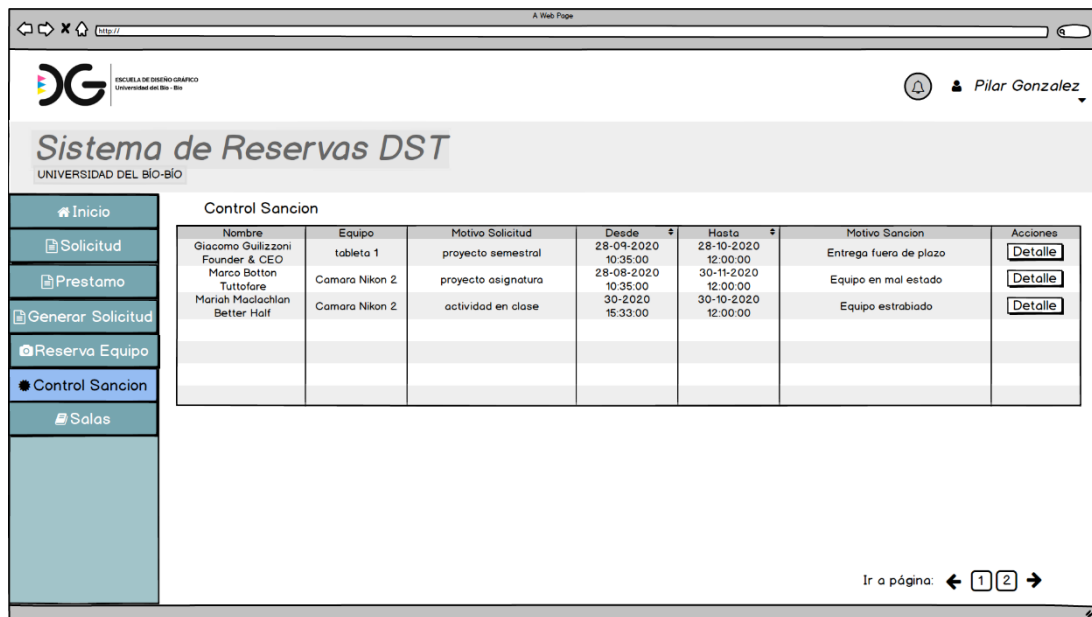 A Web Page
http://
DG
ESCUELA DE DISEÑO GRÁFICO
Universidad del Bío - Bío
Pilar Gonzalez
Sistema de Reservas DST
UNIVERSIDAD DEL BÍO-BÍO
Inicio
Solicitud
Prestamo
Generar Solicitud
Reserva Equipo
Control Sancion
Salas
Control Sancion
Nombre Equipo Motivo Solicitud Desde Hasta Motivo Sancion Acciones
Giacomo Guilizzoni Founder & CEO tableta 1 proyecto semestral 28-09-2020 10:35:00 28-10-2020 12:00:00 Entrega fuera de plazo Detalle
Marco Botton Tuttofare Camara Nikon 2 proyecto asignatura 28-08-2020 10:35:00 30-11-2020 12:00:00 Equipo en mal estado Detalle
Mariah Maclachlan Better Half Camara Nikon 2 actividad en clase 30-2020 15:33:00 30-10-2020 12:00:00 Equipo estrabiado Detalle
Ir a página: 1 2